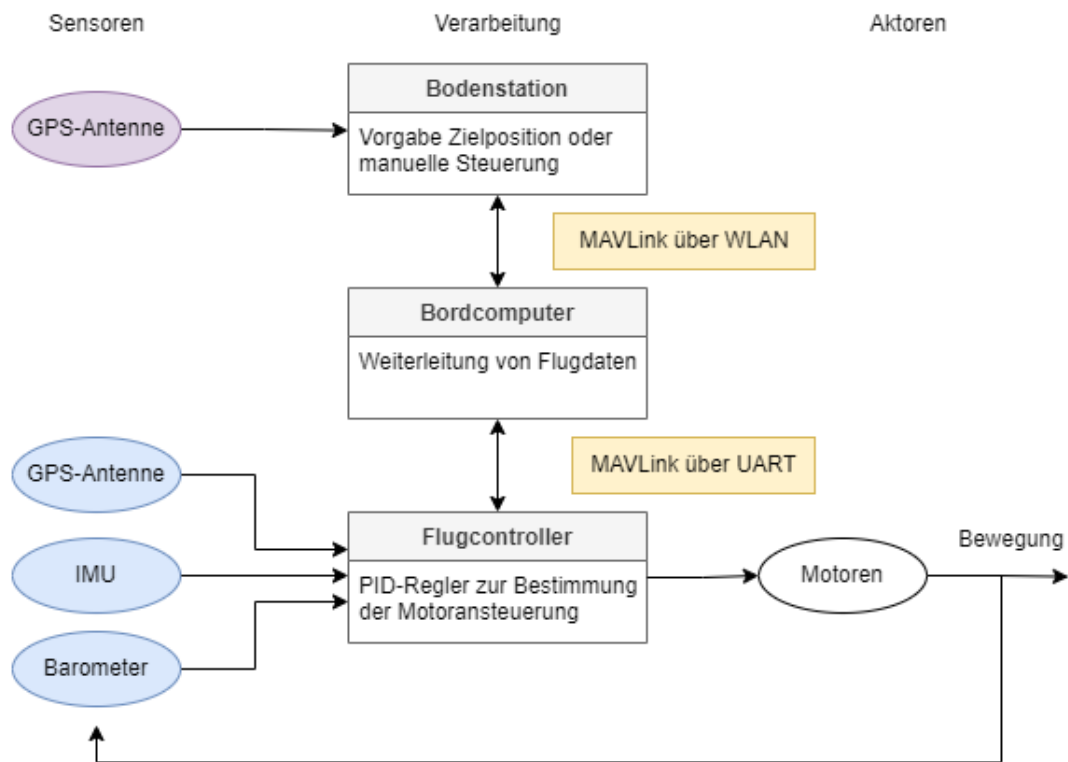 Sensoren
Verarbeitung
Aktoren
Bodenstation
GPS-Antenne
Vorgabe Zielposition oder
manuelle Steuerung
MAVLink über WLAN
Bordcomputer
Weiterleitung von Flugdaten
GPS-Antenne
MAVLink über UART
Flugcontroller
Bewegung
IMU
PID-Regler zur Bestimmung
der Motoransteuerung
Motoren
Barometer